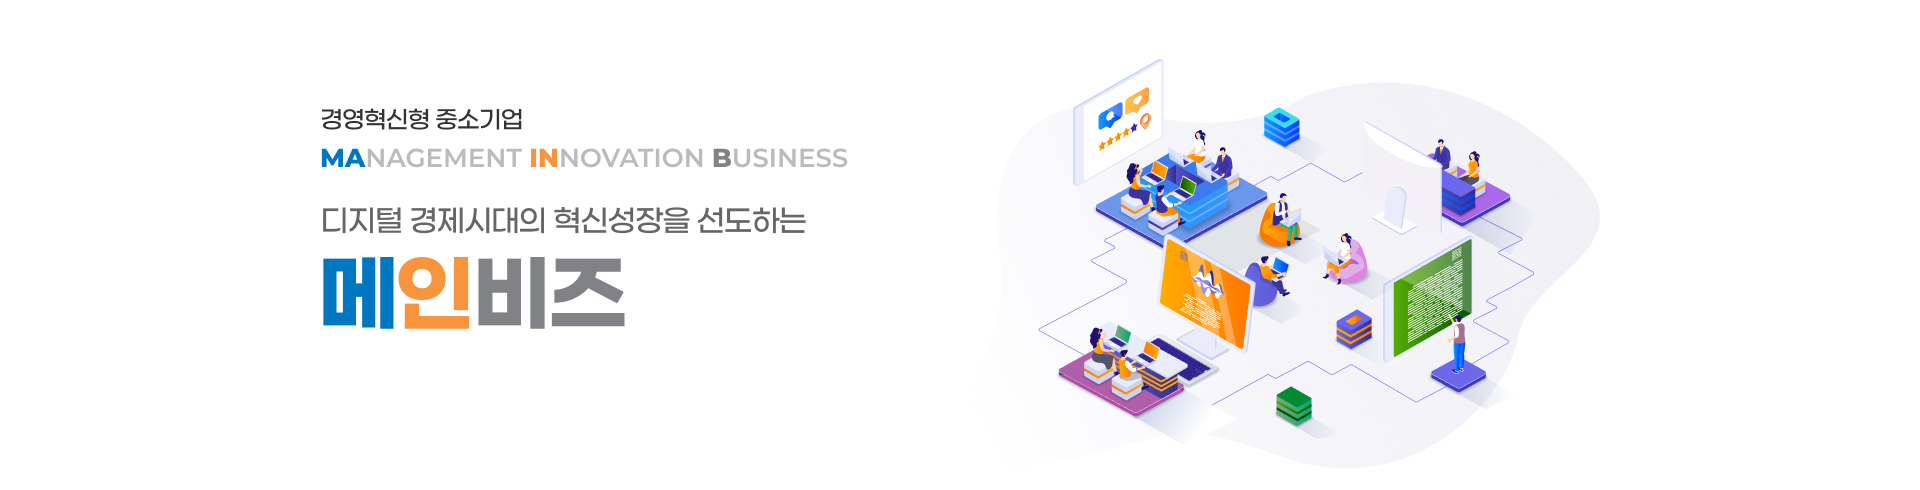 경영혁신형 중소기업
MANAGEMENT INNOVATION BUSINESS
디지털 경제시대의 혁신성장을 선도하는
메인비즈